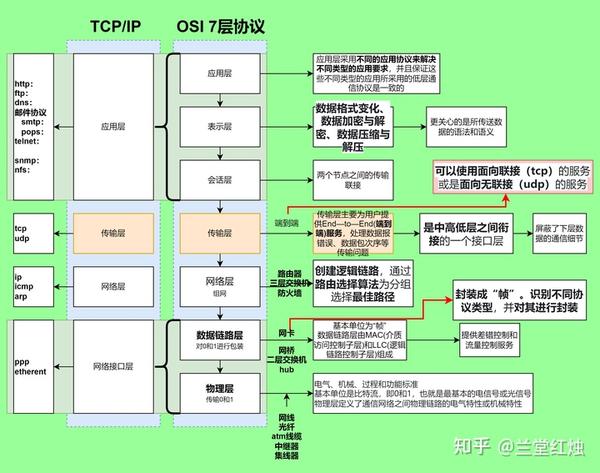 TCP/IP
OSI 7层协议
http:
ftp:
dns:
邮件协议
smtp:
pops:
telnet:
snmp:
nfs:
应用层
应用层
应用层采用不同的应用协议来解决
不同类型的应用要求，并且保证这
些不同类型的应用所采用的低层通
信协议是一致的
表示层
数据格式变化、
数据加密与解
密、数据压缩与
解压
更关心的是所传送数
据的语法和语义
会话层
两个节点之间的传输
联接
可以使用面向联接（tcp）的服务
或是面向无联接（udp）的服务
tcp
udp
传输层
传输层
端到端
传输层主要为用户提
供End—to—End(端到
端)服务，处理数据报
错误、数据包次序等
传输问题
是中高低层之间衔
接的一个接口层
屏蔽了下层数
据的通信细节
ip
icmp
arp
网络层
网络层
组网
路由器
三层交换机
防火墙
创建逻辑链路，通过
路由选择算法为分组
选择最佳路径
封装成“帧”。识别不同协
议类型，并对其进行封装
ppp
etherent
网络接口层
数据链路层
对0和1进行包装
网卡
网桥
二层交换机
hub
基本单位为“帧”
数据链路层由MAC(介质
访问控制子层)和LLC(逻辑
链路控制子层)组成
提供差错控制和
流量控制服务
物理层
传输0和1
网线
光纤
atm线缆
中继器
集线器
电气、机械、过程和功能标准
基本单位是比特流，即0和1，也就是最基本的电信号或光信号
物理层定义了通信网络之间物理链路的电气特性或机械特性
知乎 @兰堂红烛